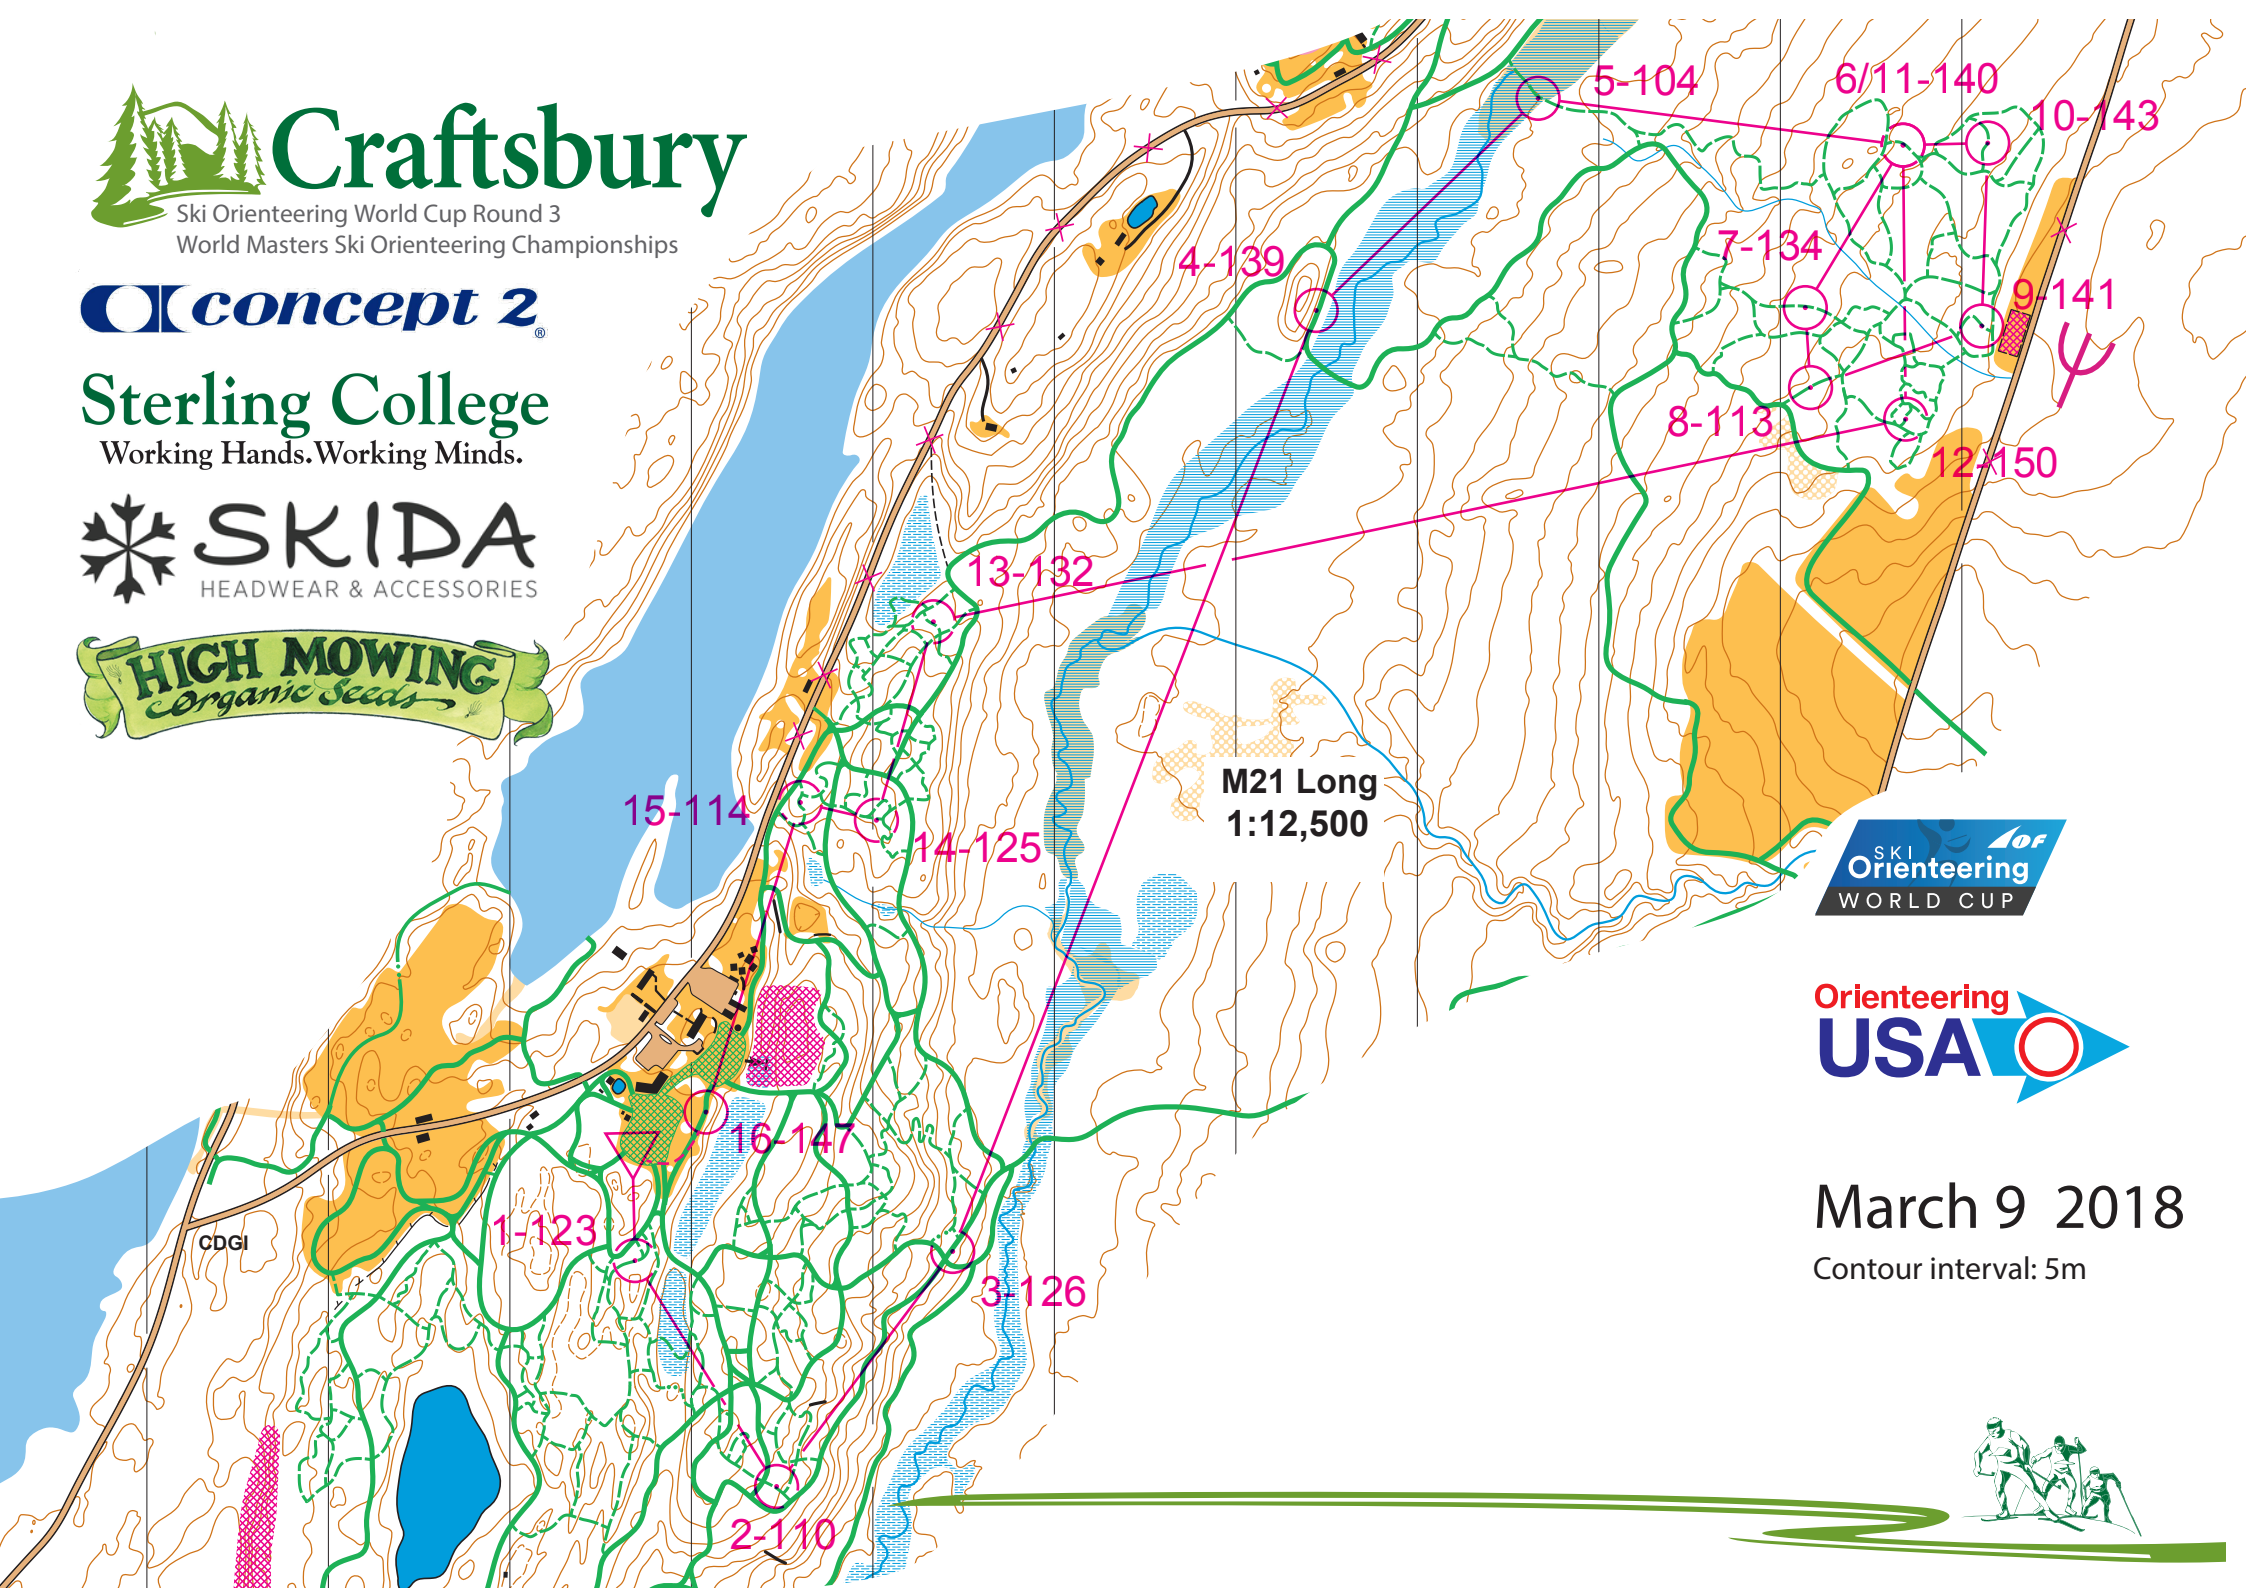 Craftsbury
Ski Orienteering World Cup Round 3
World Masters Ski Orienteering Championships
concept 2®
Sterling College
Working Hands. Working Minds.
SKIDA
HEADWEAR & ACCESSORIES
HIGH MOWING
Organic Seeds
5-104
6/11-140
10-143
4-139
7-134
9-141
8-113
12-150
13-132
M21 Long
1:12,500
15-114
14-125
16-147
1-123
CDGI
3-126
2-110
SKI
Orienteering
IOF
WORLD CUP
Orienteering
USA
March 9 2018
Contour interval: 5m